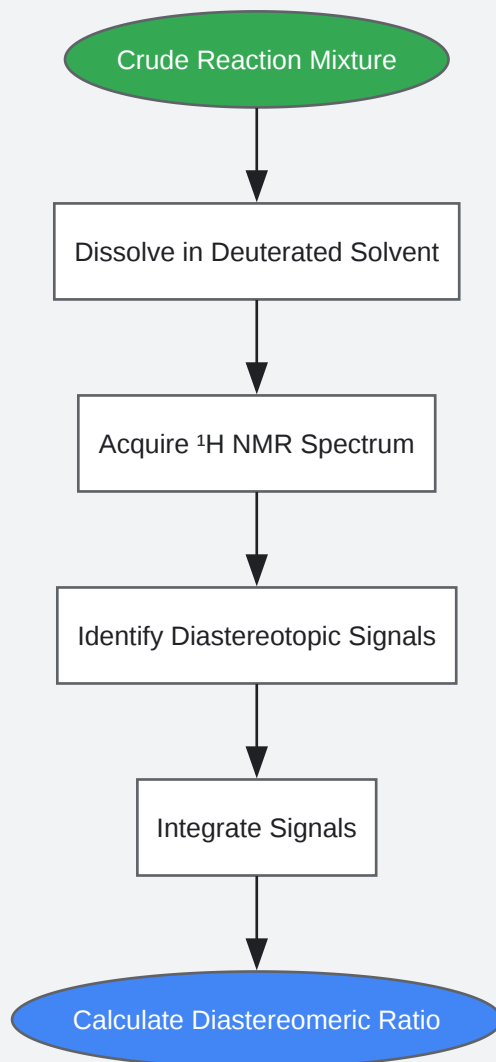 Crude Reaction Mixture
Dissolve in Deuterated Solvent
Acquire ¹H NMR Spectrum
Identify Diastereotopic Signals
Integrate Signals
Calculate Diastereomeric Ratio